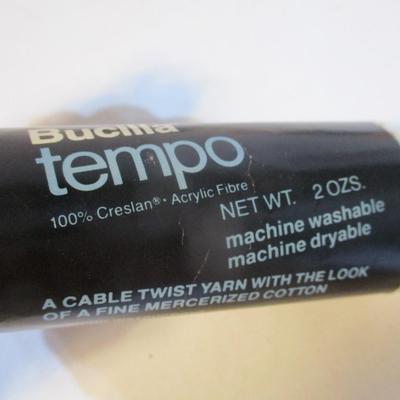 Bucilla
tempo
100% Creslan®· Acrylic Fibre
NET WT. 2 OZS.
machine washable
machine dryable
A CABLE TWIST YARN WITH THE LOOK
OF A FINE MERCERIZED COTTON